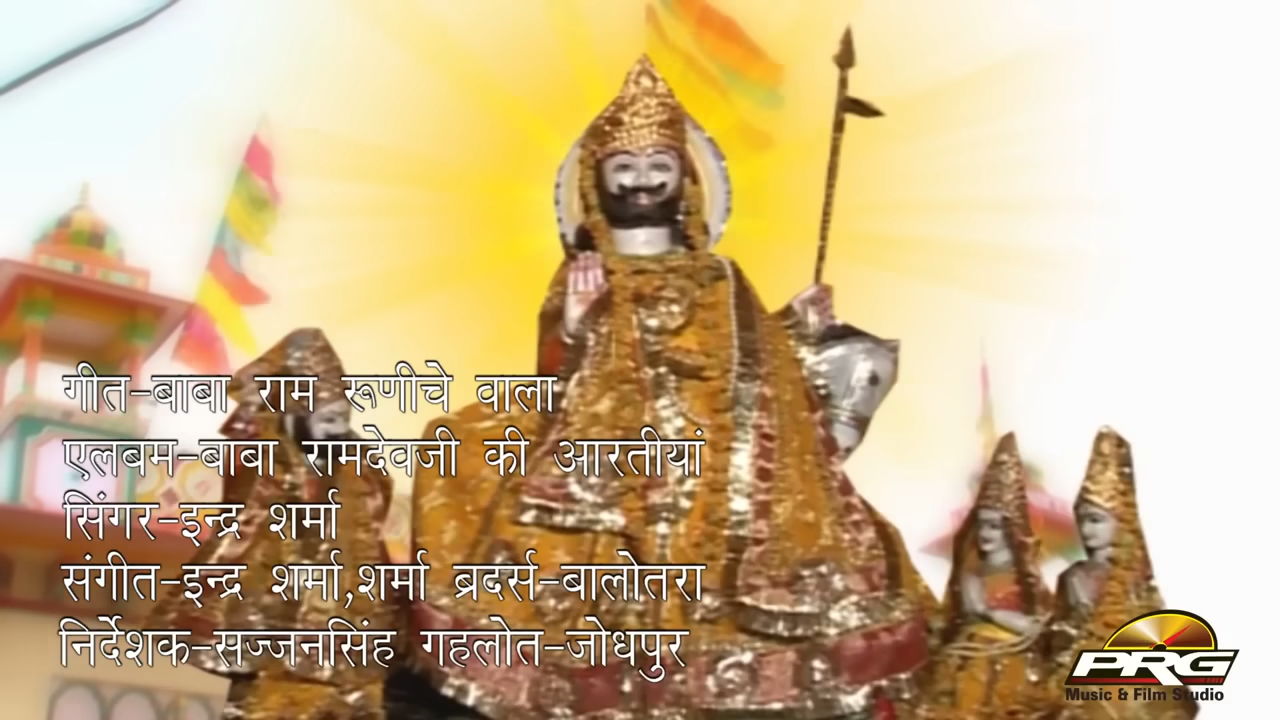 गीत-बाबा राम रूणीचे वाला
एलबम-बाबा रामदेवजी की आरतीयां
सिंगर-इन्द्र शर्मा
संगीत-इन्द्र शर्मा,शर्मा ब्रदर्स-बालोतरा
निर्देशक-सज्जनसिंह गहलोत-जोधपुर
PRG
Music & Film Studio